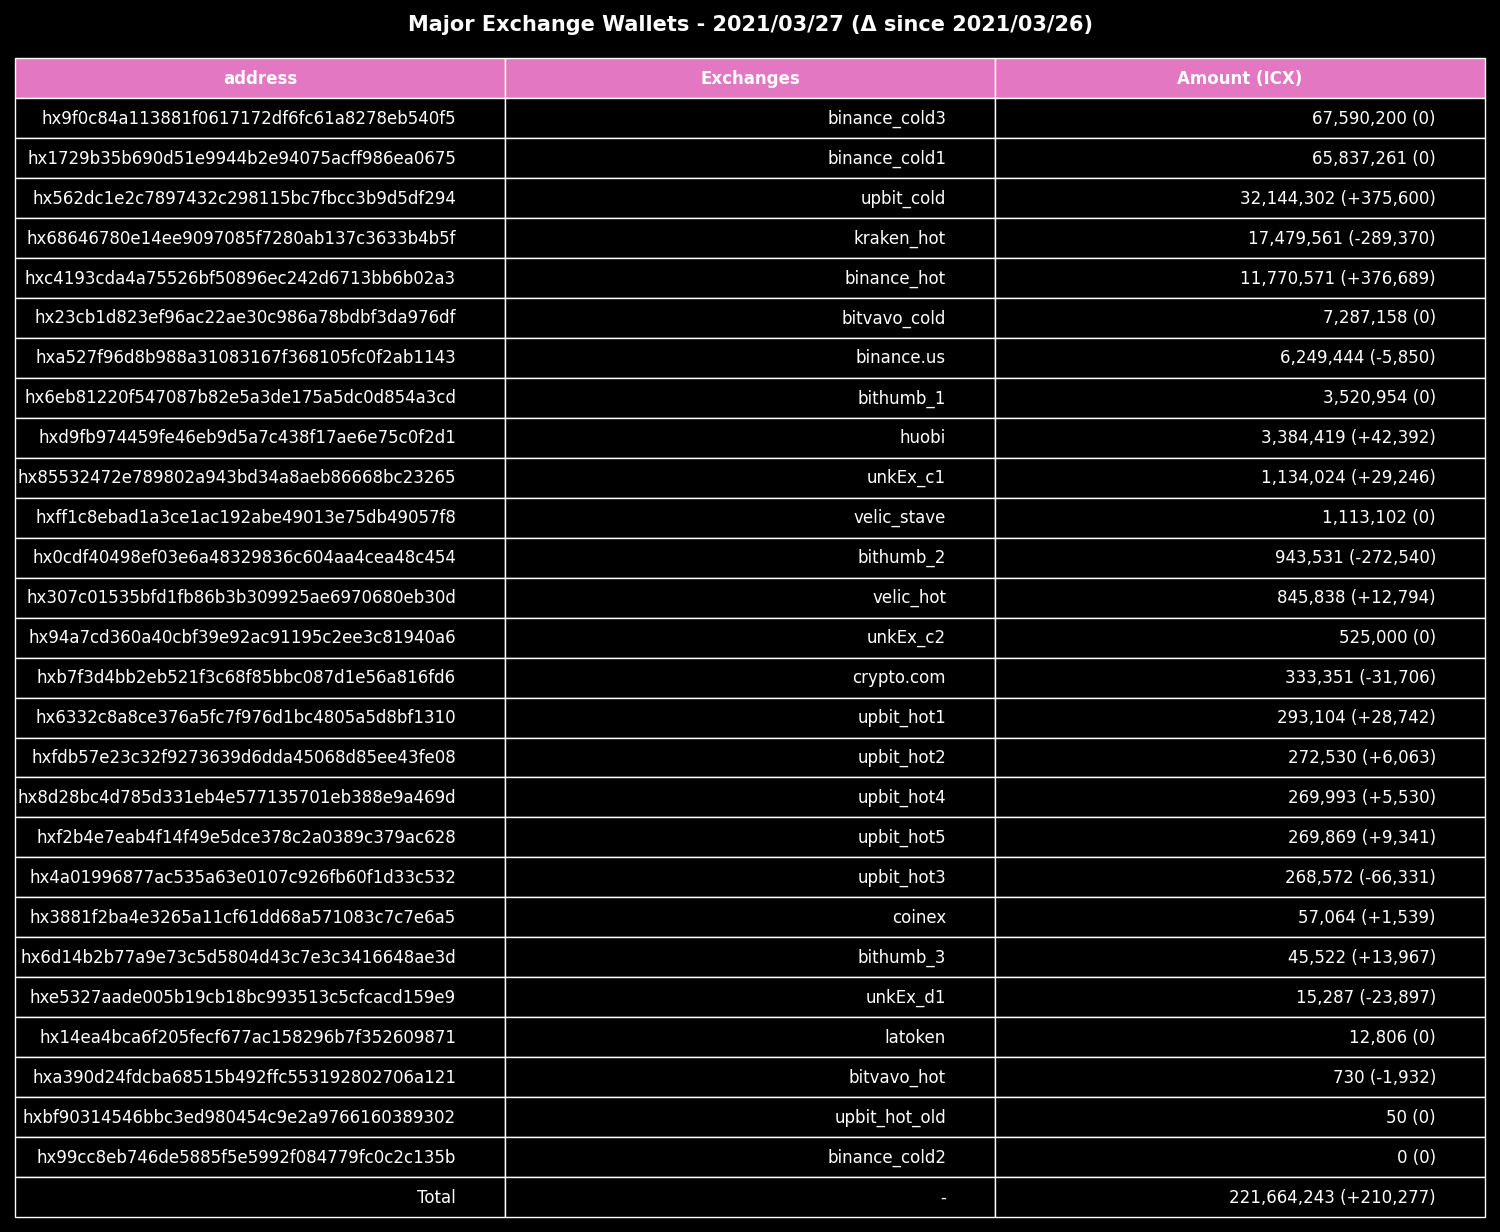 Major Exchange Wallets - 2021/03/27 (Δ since 2021/03/26)
address Exchanges Amount (ICX)
hx9f0c84a113881f0617172df6fc61a8278eb540f5 binance_cold3 67,590,200 (0)
hx1729b35b690d51e9944b2e94075acff986ea0675 binance_cold1 65,837,261 (0)
hx562dc1e2c7897432c298115bc7fbcc3b9d5df294 upbit_cold 32,144,302 (+375,600)
hx68646780e14ee9097085f7280ab137c3633b4b5f kraken_hot 17,479,561 (-289,370)
hxc4193cda4a75526bf50896ec242d6713bb6b02a3 binance_hot 11,770,571 (+376,689)
hx23cb1d823ef96ac22ae30c986a78bdbf3da976df bitvavo_cold 7,287,158 (0)
hxa527f96d8b988a31083167f368105fc0f2ab1143 binance.us 6,249,444 (-5,850)
hx6eb81220f547087b82e5a3de175a5dc0d854a3cd bithumb_1 3,520,954 (0)
hxd9fb974459fe46eb9d5a7c438f17ae6e75c0f2d1 huobi 3,384,419 (+42,392)
hx85532472e789802a943bd34a8aeb86668bc23265 unkEx_c1 1,134,024 (+29,246)
hxff1c8ebad1a3ce1ac192abe49013e75db49057f8 velic_stave 1,113,102 (0)
hx0cdf40498ef03e6a48329836c604aa4cea48c454 bithumb_2 943,531 (-272,540)
hx307c01535bfd1fb86b3b309925ae6970680eb30d velic_hot 845,838 (+12,794)
hx94a7cd360a40cbf39e92ac91195c2ee3c81940a6 unkEx_c2 525,000 (0)
hxb7f3d4bb2eb521f3c68f85bbc087d1e56a816fd6 crypto.com 333,351 (-31,706)
hx6332c8a8ce376a5fc7f976d1bc4805a5d8bf1310 upbit_hot1 293,104 (+28,742)
hxfdb57e23c32f9273639d6dda45068d85ee43fe08 upbit_hot2 272,530 (+6,063)
hx8d28bc4d785d331eb4e577135701eb388e9a469d upbit_hot4 269,993 (+5,530)
hxf2b4e7eab4f14f49e5dce378c2a0389c379ac628 upbit_hot5 269,869 (+9,341)
hx4a01996877ac535a63e0107c926fb60f1d33c532 upbit_hot3 268,572 (-66,331)
hx3881f2ba4e3265a11cf61dd68a571083c7c7e6a5 coinex 57,064 (+1,539)
hx6d14b2b77a9e73c5d5804d43c7e3c3416648ae3d bithumb_3 45,522 (+13,967)
hxe5327aade005b19cb18bc993513c5cfcacd159e9 unkEx_d1 15,287 (-23,897)
hx14ea4bca6f205fecf677ac158296b7f352609871 latoken 12,806 (0)
hxa390d24fdcba68515b492ffc553192802706a121 bitvavo_hot 730 (-1,932)
hxbf90314546bbc3ed980454c9e2a9766160389302 upbit_hot_old 50 (0)
hx99cc8eb746de5885f5e5992f084779fc0c2c135b binance_cold2 0 (0)
Total - 221,664,243 (+210,277)